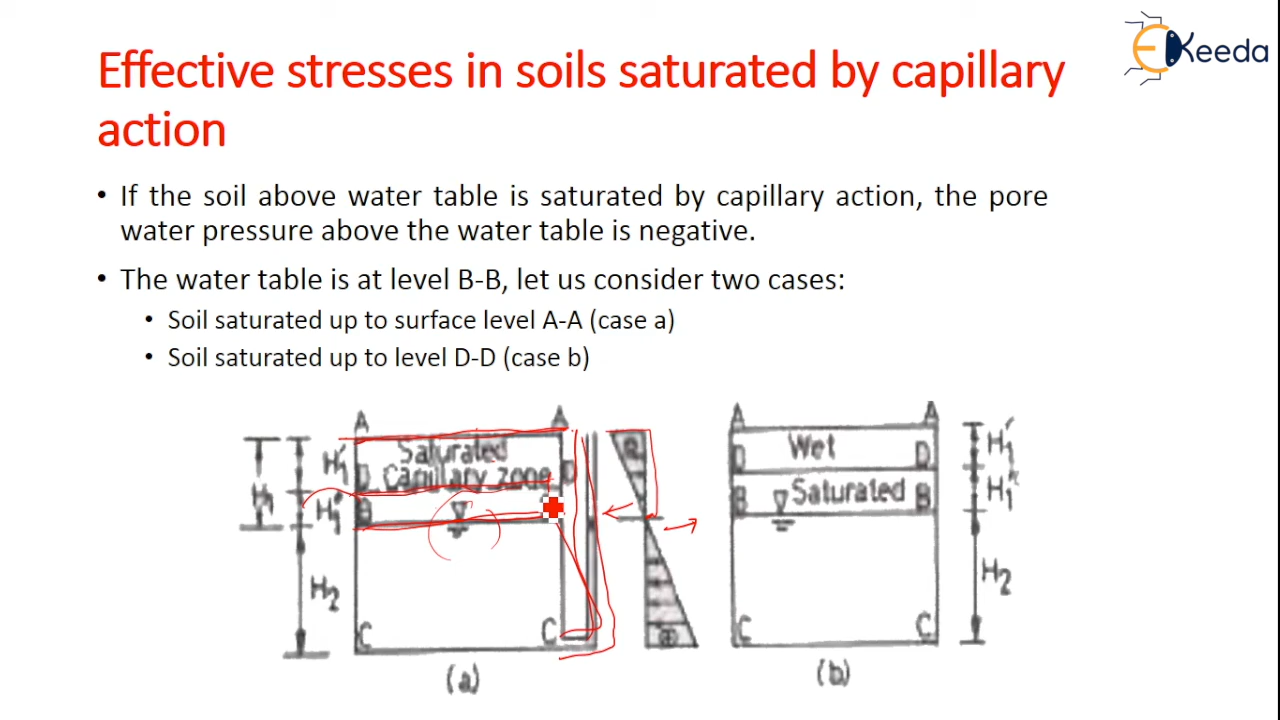 EKeeda
Effective stresses in soils saturated by capillary
action
• If the soil above water table is saturated by capillary action, the pore
water pressure above the water table is negative.
• The water table is at level B-B, let us consider two cases:
• Soil saturated up to surface level A-A (case a)
• Soil saturated up to level D-D (case b)
A A
Saturated
Capillary zone
D D
B
H₁
H₁'
H₁"
H₂
C C
(a)
A A
Wet
D D
B Saturated B
H₁'
H₁"
H₂
C C
(b)